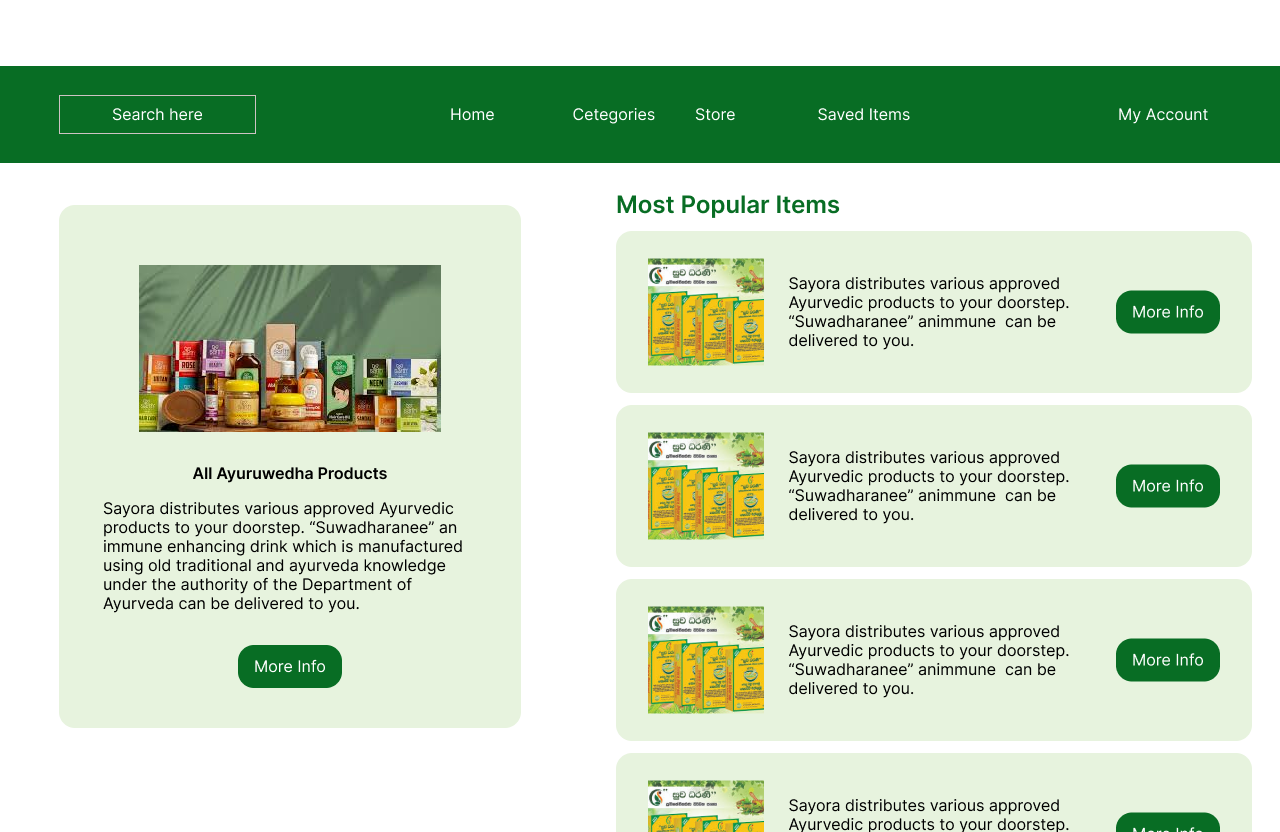 Search here
Home
Cetegories
Store
Saved Items
My Account
All Ayuruwedha Products
Sayora distributes various approved Ayurvedic
products to your doorstep. “Suwadharanee” an
immune enhancing drink which is manufactured
using old traditional and ayurveda knowledge
under the authority of the Department of
Ayurveda can be delivered to you.
More Info
Most Popular Items
" සුව ධරණී"
Sayora distributes various approved
Ayurvedic products to your doorstep.
“Suwadharanee” animmune  can be
delivered to you.
More Info
" සුව ධරණී"
Sayora distributes various approved
Ayurvedic products to your doorstep.
“Suwadharanee” animmune  can be
delivered to you.
More Info
" සුව ධරණී"
Sayora distributes various approved
Ayurvedic products to your doorstep.
“Suwadharanee” animmune  can be
delivered to you.
More Info
" සුව ධරණී"
Sayora distributes various approved
Ayurvedic products to your doorstep.
More Info